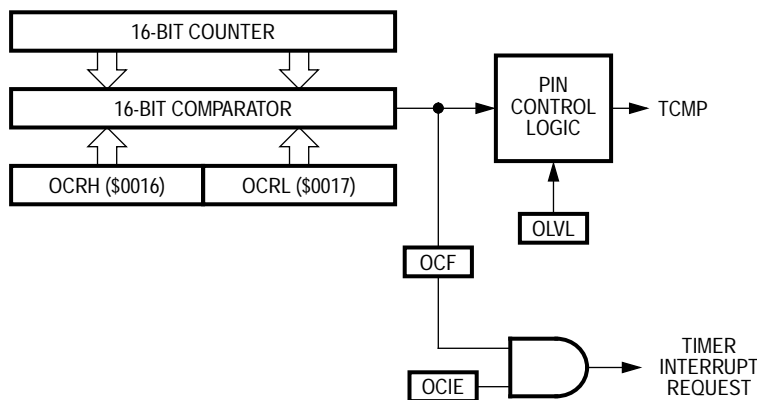 16-BIT COUNTER
16-BIT COMPARATOR
OCRH ($0016)
OCRL ($0017)
PIN
CONTROL
LOGIC
TCMP
OLVL
OCF
OCIE
TIMER
INTERRUPT
REQUEST